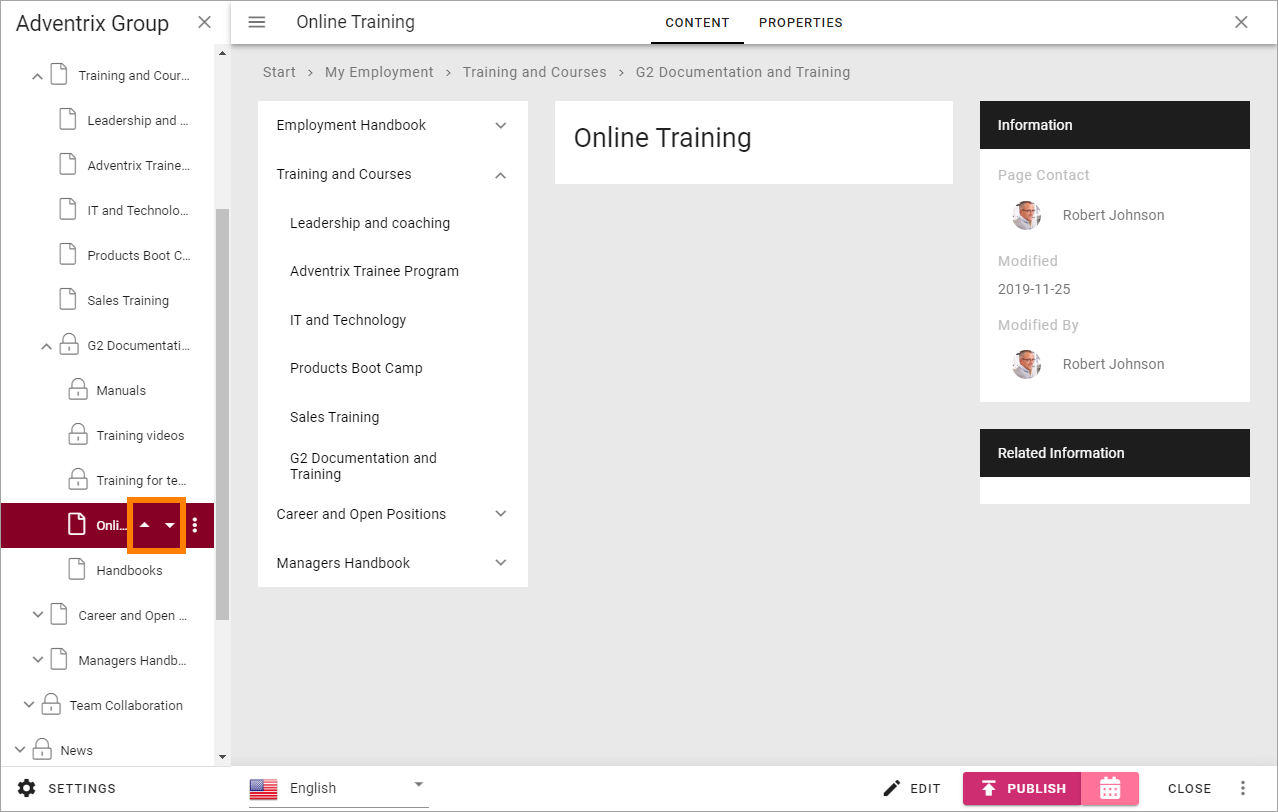 Adventrix Group
Training and Cour...
Leadership and ...
Adventrix Traine...
IT and Technolo...
Products Boot C...
Sales Training
G2 Documentati...
Manuals
Training videos
Training for te...
Onli...
Handbooks
Career and Open ...
Managers Handb...
Team Collaboration
News
SETTINGS
Online Training
CONTENT PROPERTIES
Start > My Employment > Training and Courses > G2 Documentation and Training
Employment Handbook
Training and Courses
Leadership and coaching
Adventrix Trainee Program
IT and Technology
Products Boot Camp
Sales Training
G2 Documentation and
Training
Career and Open Positions
Managers Handbook
Online Training
Information
Page Contact
Robert Johnson
Modified
2019-11-25
Modified By
Robert Johnson
Related Information
English
EDIT
PUBLISH
CLOSE